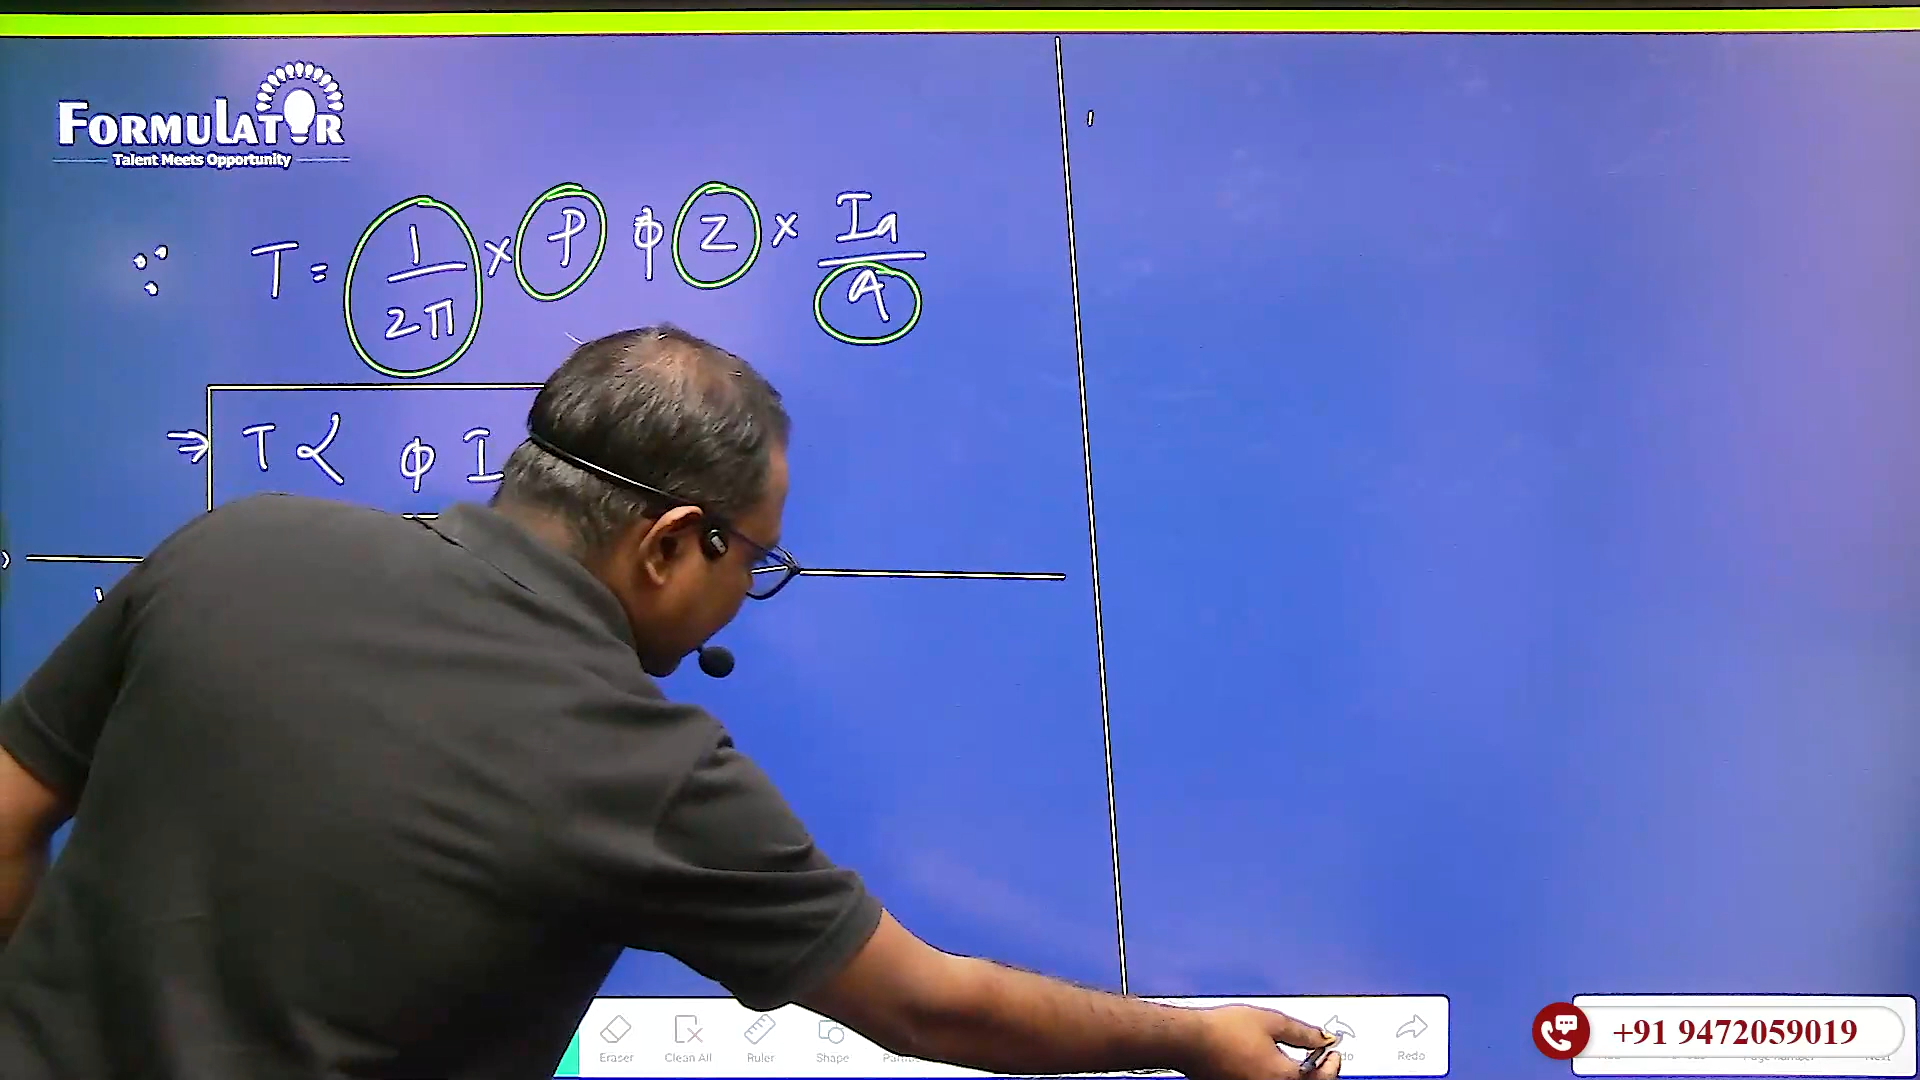 FORMULATOR
Talent Meets Opportunity
∵ T = 1/2π × P φ Z × Ia/A
⇒ T ∝ φ I
Eraser
Clean All
Ruler
Shape
Redo
+91 9472059019